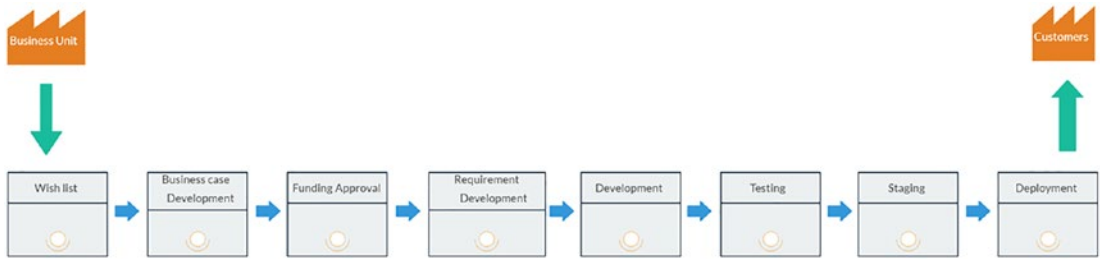 Business Unit
Customers
Wish list
Business case
Development
Funding Approval
Requirement
Development
Development
Testing
Staging
Deployment